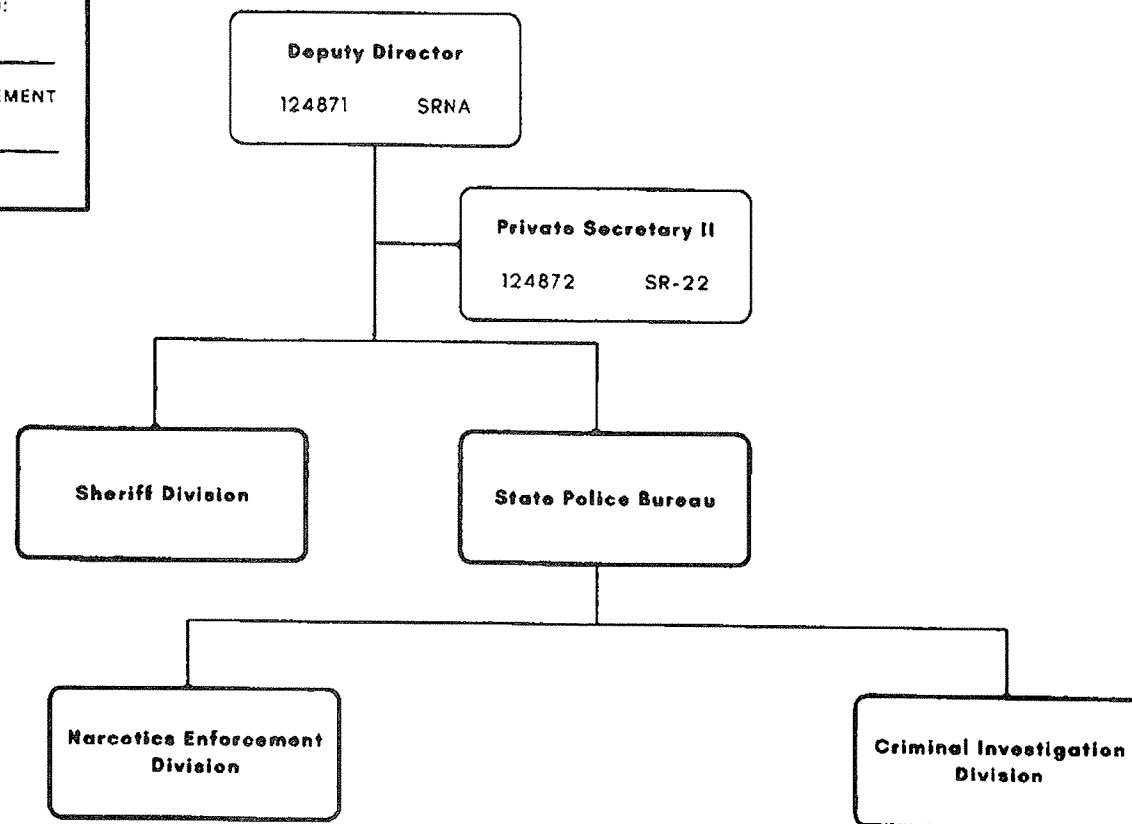 Deputy Director
124871 SRNA
Private Secretary II
124872 SR-22
Sheriff Division
State Police Bureau
Narcotics Enforcement
Division
Criminal Investigation
Division